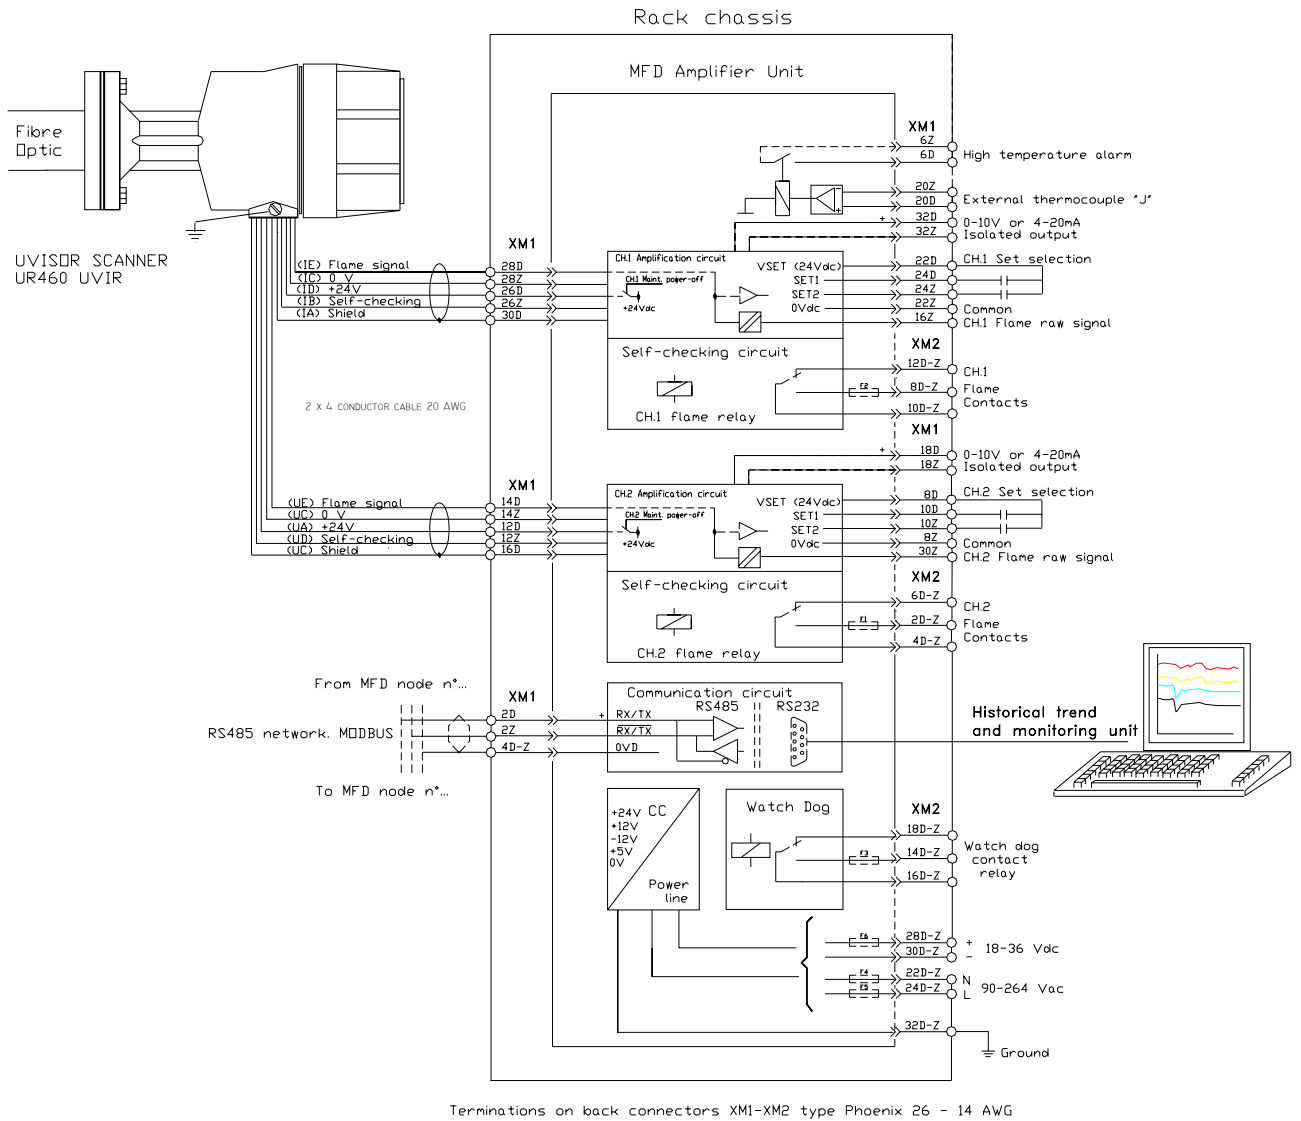 Rack chassis
MFD Amplifier Unit
Fibre
Optic
UVISOR SCANNER
UR460 UVIR
XM1
6Z
6D
High temperature alarm
20Z
20D
External thermocouple "J"
+
32D
0-10V or 4-20mA
32Z
Isolated output
XM1
(IE) Flame signal
28D
(IC) 0 V
28Z
(ID) +24V
26D
(IB) Self-checking
26Z
(IA) Shield
30D
CH.1 Amplification circuit
CH.1 Maint. power-off
+24Vdc
VSET (24Vdc)
SET1
SET2
0Vdc
22D
CH.1 Set selection
24D
24Z
22Z
Common
16Z
CH.1 Flame raw signal
Self-checking circuit
CH.1 flame relay
XM2
12D-Z
CH.1
F2
8D-Z
Flame
Contacts
10D-Z
2 X 4 CONDUCTOR CABLE 20 AWG
XM1
+
18D
0-10V or 4-20mA
18Z
Isolated output
XM1
(UE) Flame signal
14D
(UC) 0 V
14Z
(UA) +24V
12D
(UD) Self-checking
12Z
(UC) Shield
16D
CH.2 Amplification circuit
CH.2 Maint. power-off
+24Vdc
VSET (24Vdc)
SET1
SET2
0Vdc
8D
CH.2 Set selection
10D
10Z
8Z
Common
30Z
CH.2 Flame raw signal
Self-checking circuit
CH.2 flame relay
XM2
6D-Z
CH.2
F1
2D-Z
Flame
Contacts
4D-Z
From MFD node n°...
RS485 network. MODBUS
To MFD node n°...
XM1
2D
2Z
4D-Z
Communication circuit
RS485
RS232
+
RX/TX
RX/TX
0VD
Historical trend
and monitoring unit
+24V
CC
+12V
-12V
+5V
0V
Power
line
Watch Dog
XM2
18D-Z
F3
14D-Z
16D-Z
Watch dog
contact
relay
F6
28D-Z
+
30D-Z
-
18-36 Vdc
F4
22D-Z
N
F5
24D-Z
L
90-264 Vac
32D-Z
Ground
Terminations on back connectors XM1-XM2 type Phoenix 26 - 14 AWG